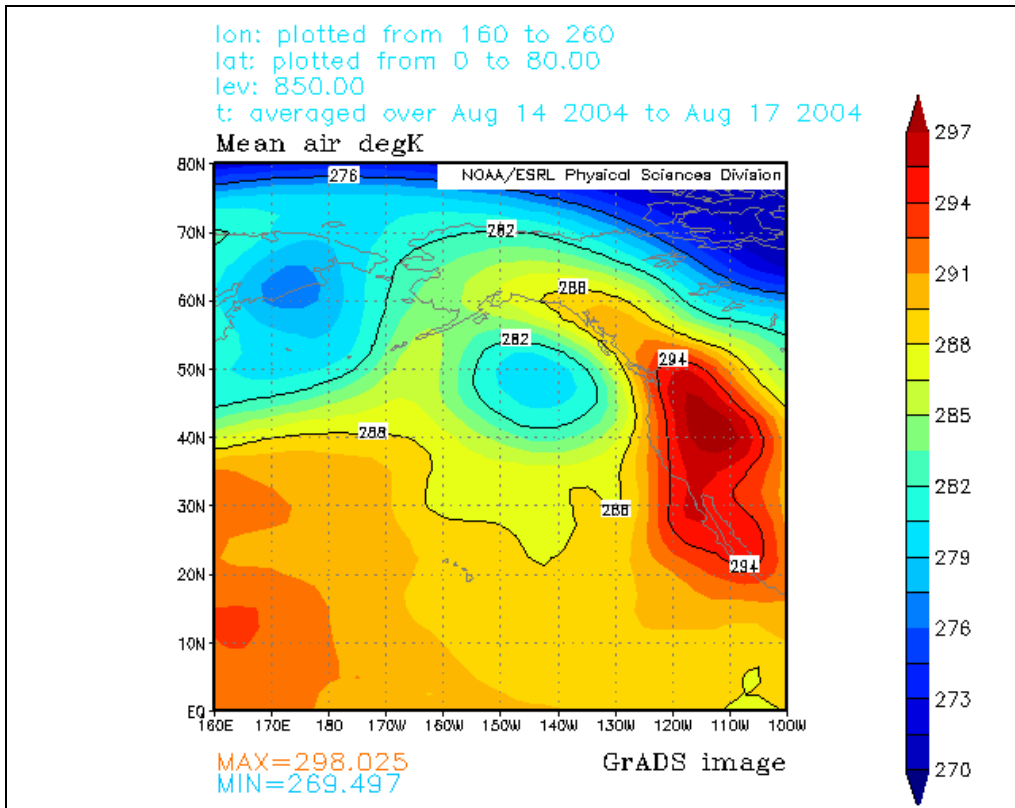 lon: plotted from 160 to 260
lat: plotted from 0 to 80.00
lev: 850.00
t: averaged over Aug 14 2004 to Aug 17 2004
Mean air degK
NOAA/ESRL Physical Sciences Division
80N
70N
60N
50N
40N
30N
20N
10N
EQ
276
282
288
282
294
288
288
294
160E 170E 180 170W 160W 150W 140W 130W 120W 110W 100W
297
294
291
288
285
282
279
276
273
270
MAX=298.025
MIN=269.497
GrADS image